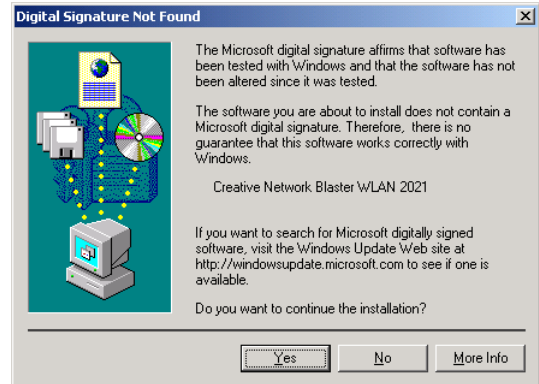 Digital Signature Not Found
The Microsoft digital signature affirms that software has
been tested with Windows and that the software has not
been altered since it was tested.
The software you are about to install does not contain a
Microsoft digital signature. Therefore, there is no
guarantee that this software works correctly with
Windows.
Creative Network Blaster WLAN 2021
If you want to search for Microsoft digitally signed
software, visit the Windows Update Web site at
http://windowsupdate.microsoft.com to see if one is
available.
Do you want to continue the installation?
Yes No More Info